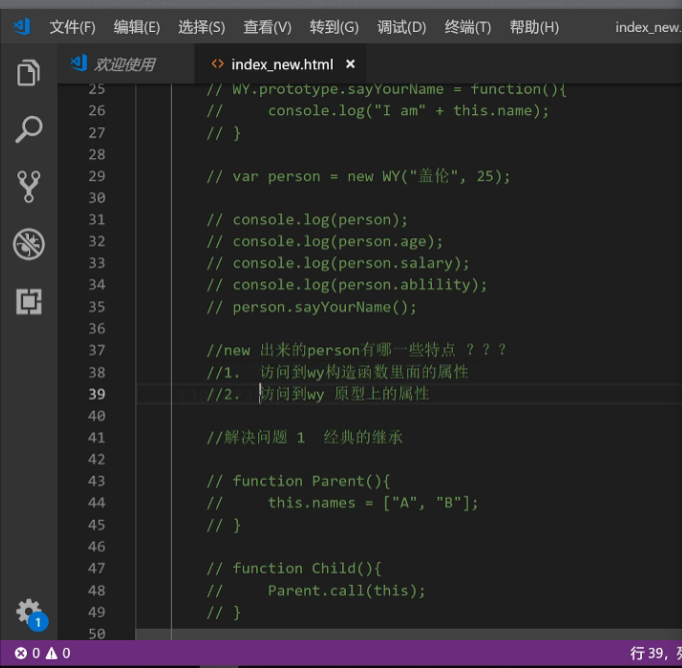 文件(F) 编辑(E) 选择(S) 查看(V) 转到(G) 调试(D) 终端(T) 帮助(H) index_new.
欢迎使用 <> index_new.html ×
25 // WY.prototype.sayYourName = function(){
26 //     console.log("I am" + this.name);
27 // }
28
29 // var person = new WY("盖伦", 25);
30
31 // console.log(person);
32 // console.log(person.age);
33 // console.log(person.salary);
34 // console.log(person.ablility);
35 // person.sayYourName();
36
37 //new 出来的person有哪一些特点 ？？？
38 //1.  访问到wy构造函数里面的属性
39 //2.  访问到wy 原型上的属性
40
41 //解决问题 1  经典的继承
42
43 // function Parent(){
44 //     this.names = ["A", "B"];
45 // }
46
47 // function Child(){
48 //     Parent.call(this);
49 // }
50
1
0 0 行 39,